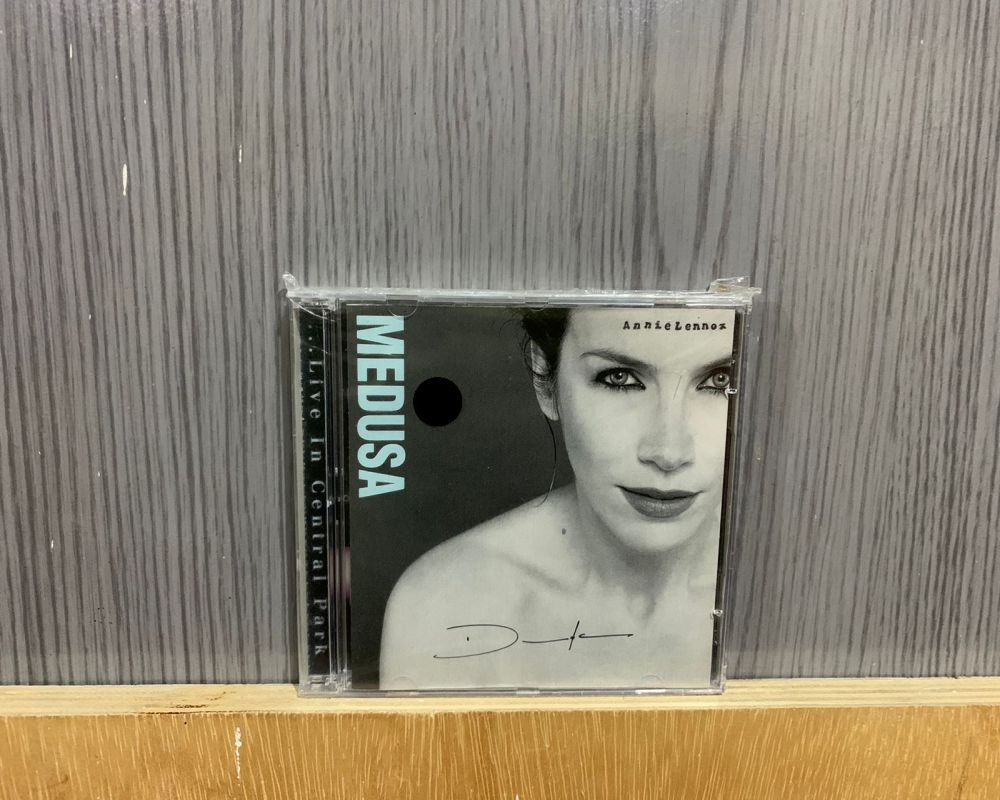 ...Live In Central Park
MEDUSA
AnnieLennox